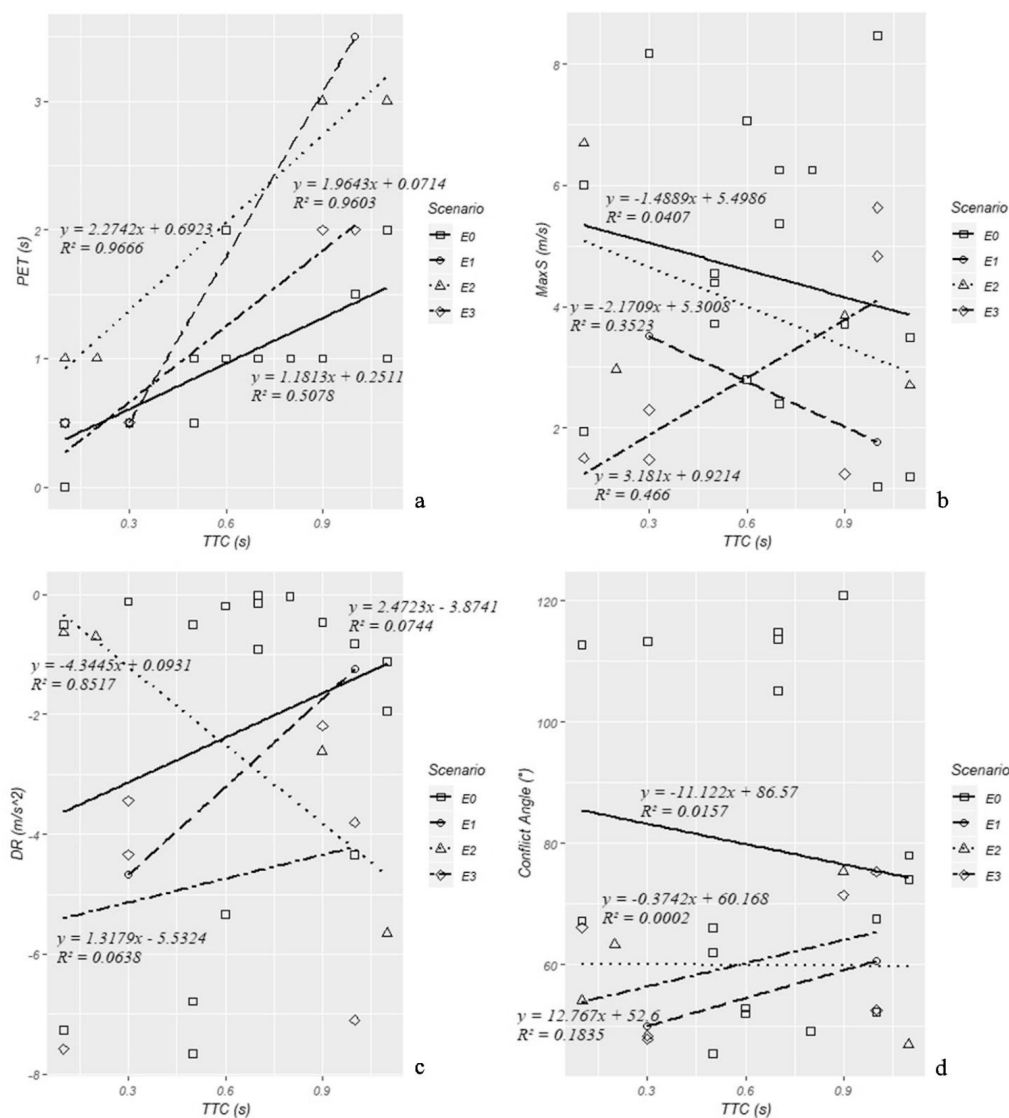 3
2
1
0
PET (s)
y = 2.2742x + 0.6923
R² = 0.9666
y = 1.9643x + 0.0714
R² = 0.9603
y = 1.1813x + 0.2511
R² = 0.5078
0.3 0.6 0.9
TTC (s)
Scenario
E0
E1
E2
E3
a
8
6
4
2
MaxS (m/s)
y = -1.4889x + 5.4986
R² = 0.0407
y = -2.1709x + 5.3008
R² = 0.3523
y = 3.181x + 0.9214
R² = 0.466
0.3 0.6 0.9
TTC (s)
Scenario
E0
E1
E2
E3
b
0
-2
-4
-6
-8
DR (m/s^2)
y = 2.4723x - 3.8741
R² = 0.0744
y = -4.3445x + 0.0931
R² = 0.8517
y = 1.3179x - 5.5324
R² = 0.0638
0.3 0.6 0.9
TTC (s)
Scenario
E0
E1
E2
E3
c
120
100
80
60
Conflict Angle (°)
y = -11.122x + 86.57
R² = 0.0157
y = -0.3742x + 60.168
R² = 0.0002
y = 12.767x + 52.6
R² = 0.1835
0.3 0.6 0.9
TTC (s)
Scenario
E0
E1
E2
E3
d